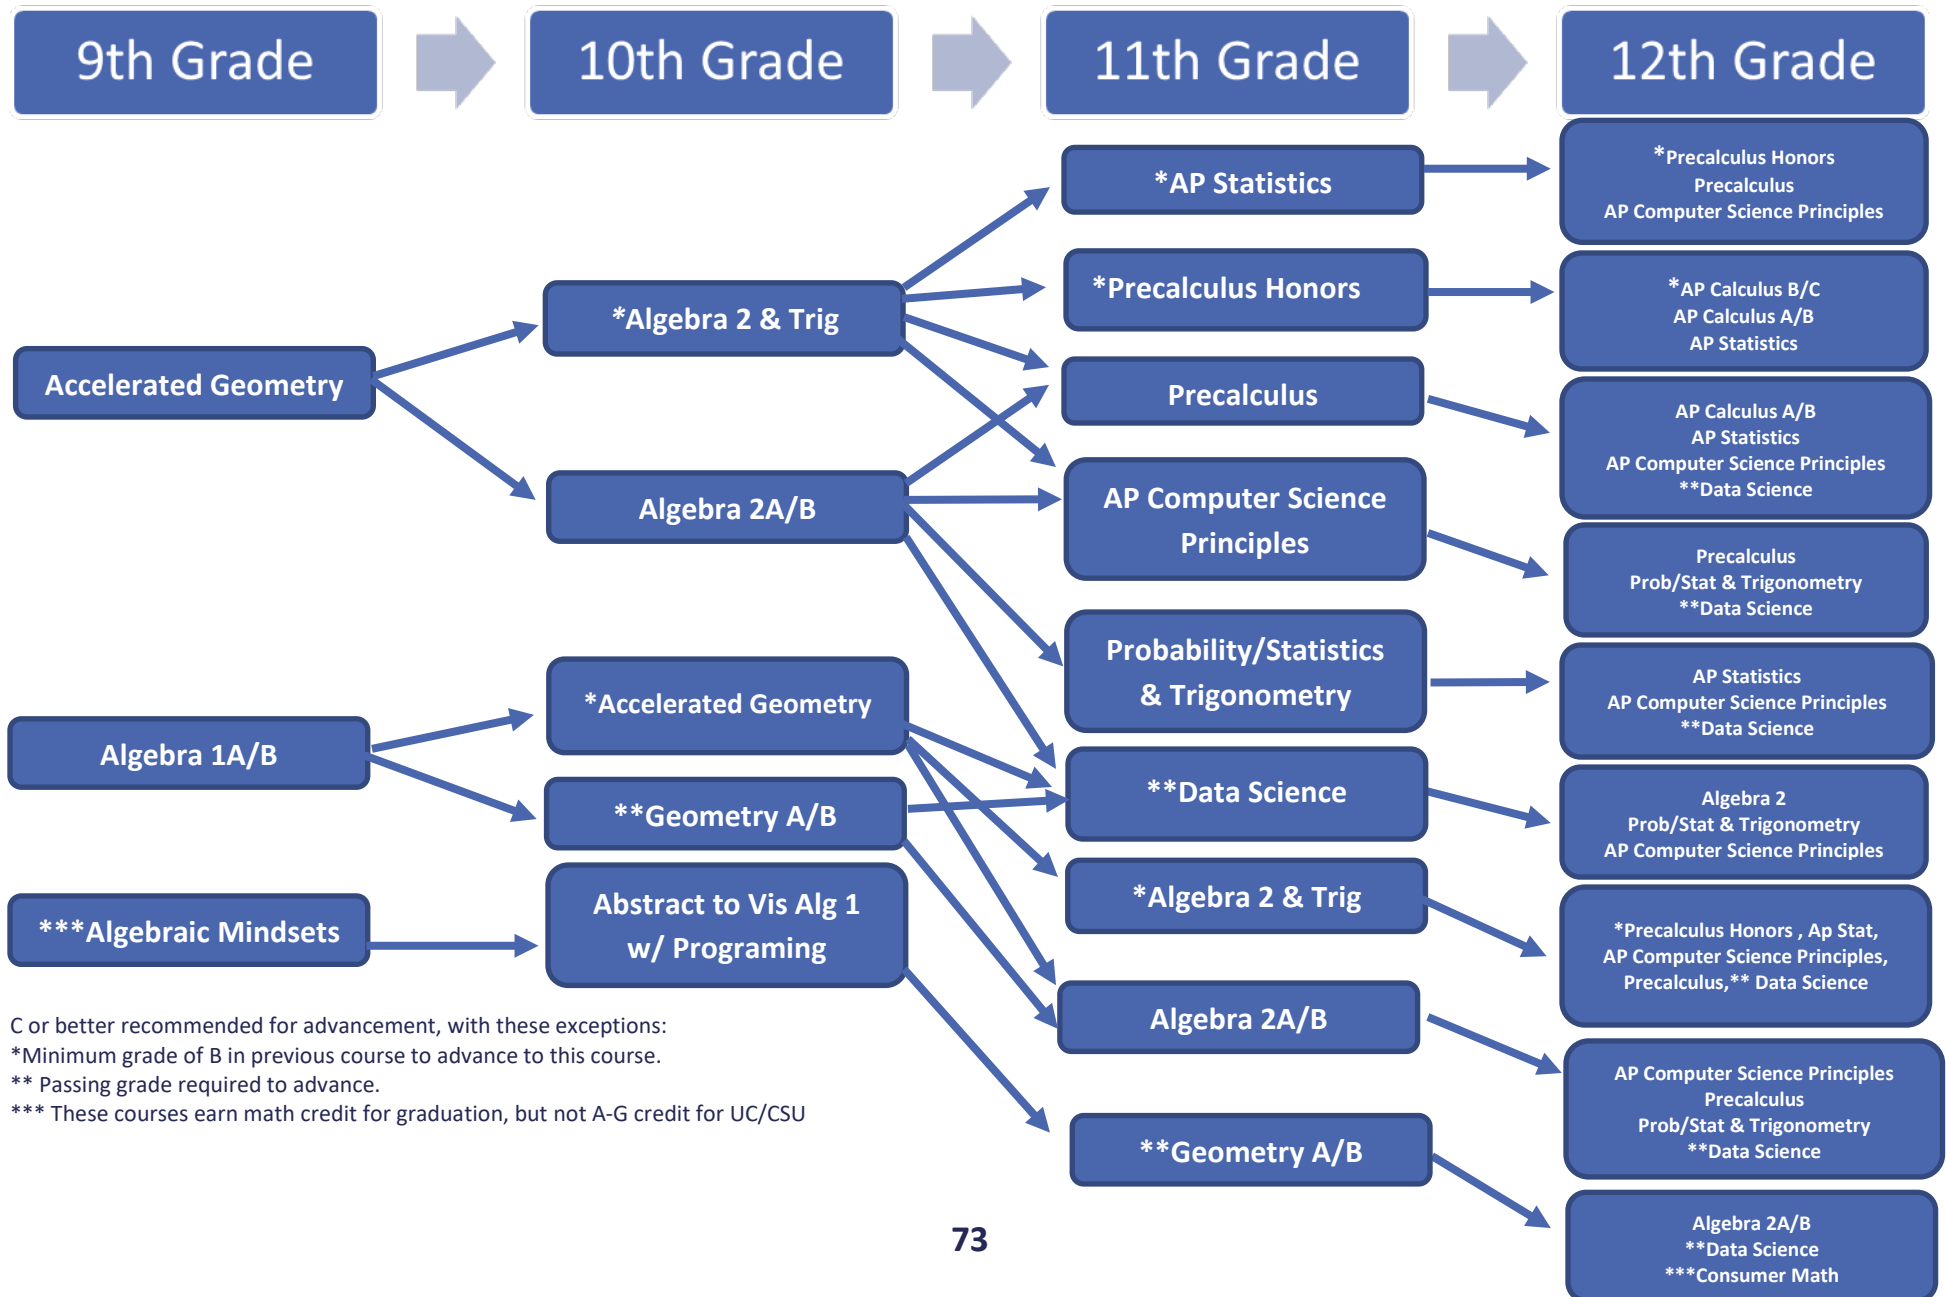 9th Grade
10th Grade
11th Grade
12th Grade
Accelerated Geometry
Algebra 1A/B
***Algebraic Mindsets
*Algebra 2 & Trig
Algebra 2A/B
*Accelerated Geometry
**Geometry A/B
Abstract to Vis Alg 1
w/ Programing
*AP Statistics
*Precalculus Honors
Precalculus
AP Computer Science
Principles
Probability/Statistics
& Trigonometry
**Data Science
*Algebra 2 & Trig
Algebra 2A/B
**Geometry A/B
*Precalculus Honors
Precalculus
AP Computer Science Principles
*AP Calculus B/C
AP Calculus A/B
AP Statistics
AP Calculus A/B
AP Statistics
AP Computer Science Principles
**Data Science
Precalculus
Prob/Stat & Trigonometry
**Data Science
AP Statistics
AP Computer Science Principles
**Data Science
Algebra 2
Prob/Stat & Trigonometry
AP Computer Science Principles
*Precalculus Honors , Ap Stat,
AP Computer Science Principles,
Precalculus,** Data Science
AP Computer Science Principles
Precalculus
Prob/Stat & Trigonometry
**Data Science
Algebra 2A/B
**Data Science
***Consumer Math
C or better recommended for advancement, with these exceptions:
*Minimum grade of B in previous course to advance to this course.
** Passing grade required to advance.
*** These courses earn math credit for graduation, but not A-G credit for UC/CSU
73